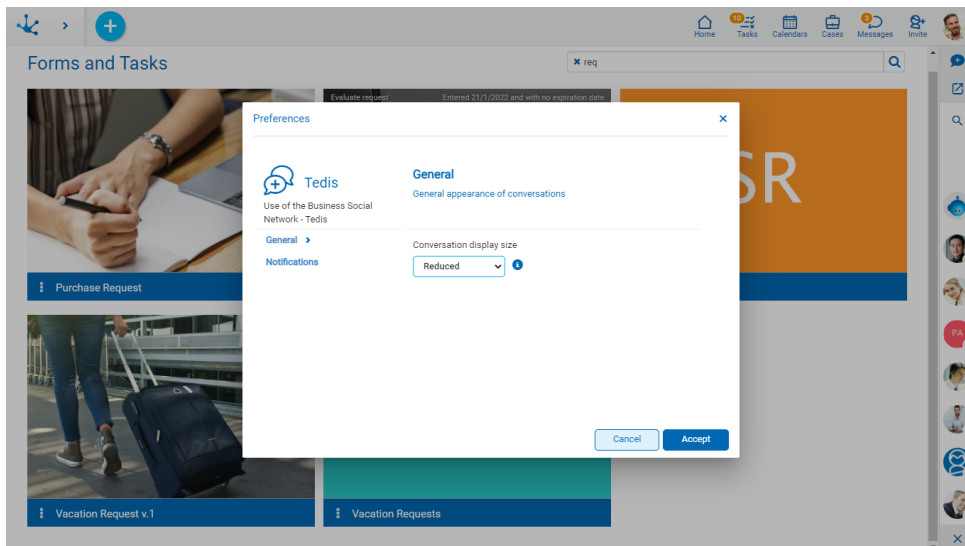 Home
10
Tasks
Calendars
Cases
3
Messages
Invite
Forms and Tasks
req
Evaluate request
Entered 21/1/2022 and with no expiration date
Preferences
SR
Tedis
Use of the Business Social
Network - Tedis
General
General appearance of conversations
General
Notifications
Conversation display size
Reduced
Purchase Request
PA
Cancel
Accept
Vacation Request v.1
Vacation Requests